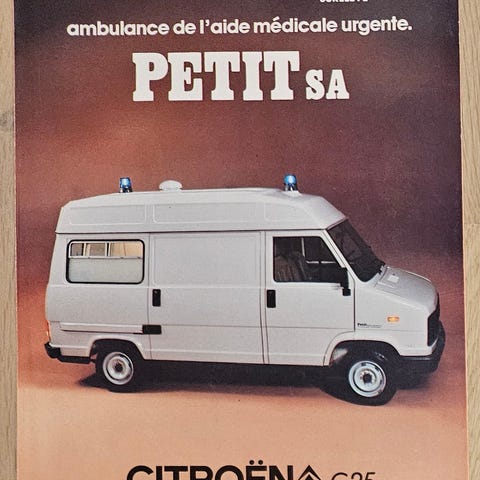 ambulance de l'aide médicale urgente.
PETIT SA
CITROËN C25